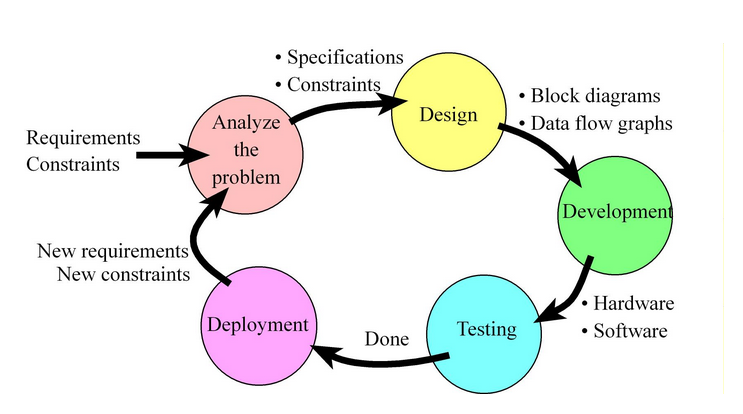 • Specifications
• Constraints
Analyze
the
problem
Design
• Block diagrams
• Data flow graphs
Requirements
Constraints
Development
New requirements
New constraints
• Hardware
• Software
Deployment
Done
Testing